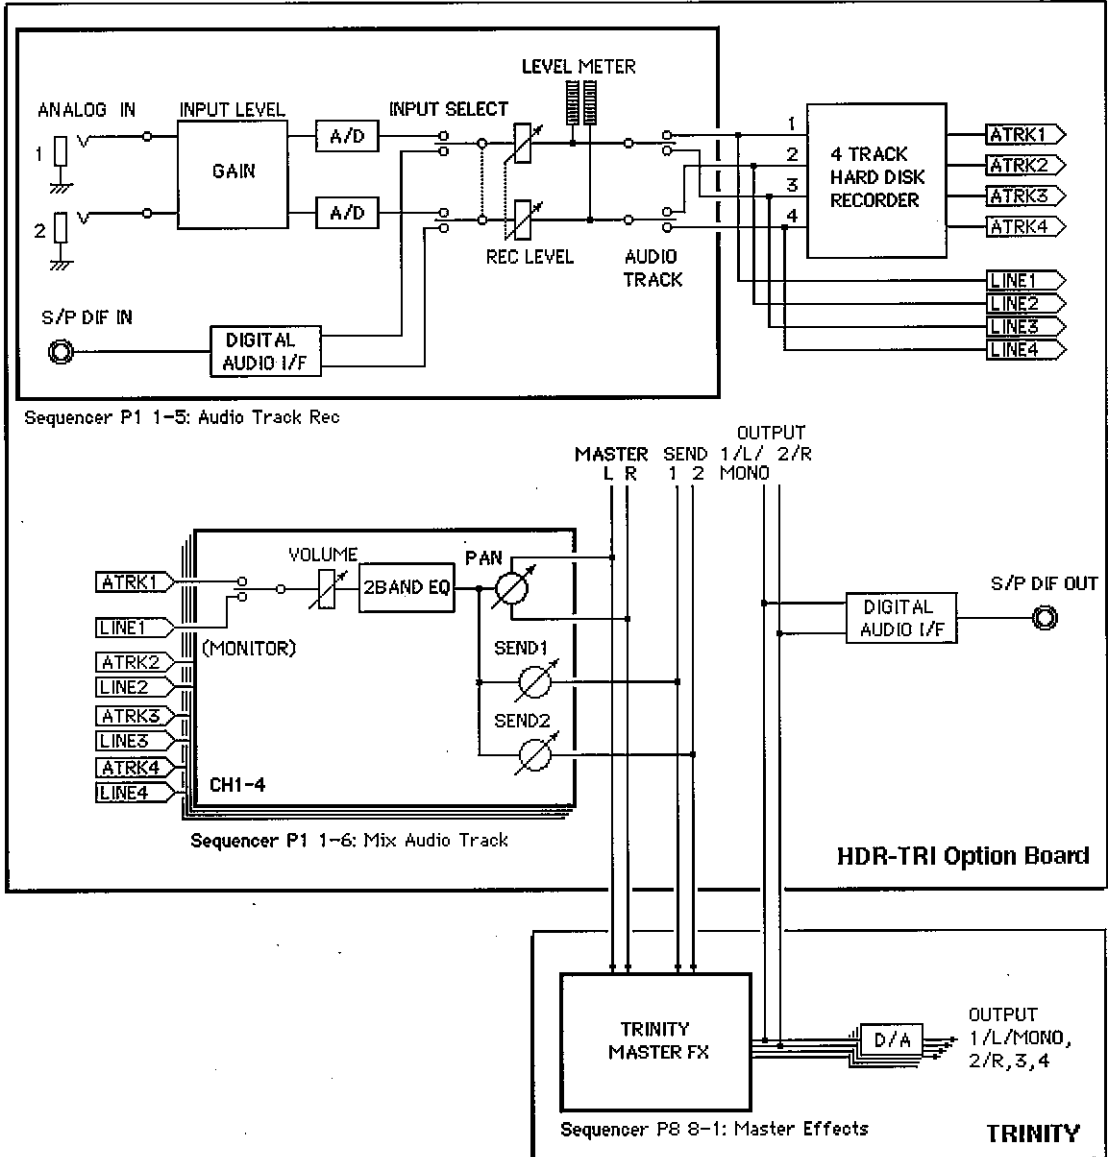 LEVEL METER
ANALOG IN
INPUT LEVEL
INPUT SELECT
1
GAIN
A/D
2
A/D
REC LEVEL
AUDIO
TRACK
S/P DIF IN
DIGITAL
AUDIO I/F
1
2
3
4
4 TRACK
HARD DISK
RECORDER
ATRK1
ATRK2
ATRK3
ATRK4
LINE1
LINE2
LINE3
LINE4
Sequencer P1 1-5: Audio Track Rec
MASTER
L R
SEND
1 2
OUTPUT
1/L/ 2/R
MONO
ATRK1
LINE1
ATRK2
LINE2
ATRK3
LINE3
ATRK4
LINE4
VOLUME
2BAND EQ
PAN
(MONITOR)
SEND1
SEND2
CH1-4
Sequencer P1 1-6: Mix Audio Track
DIGITAL
AUDIO I/F
S/P DIF OUT
HDR-TRI Option Board
TRINITY
MASTER FX
D/A
OUTPUT
1/L/MONO,
2/R,3,4
Sequencer P8 8-1: Master Effects
TRINITY